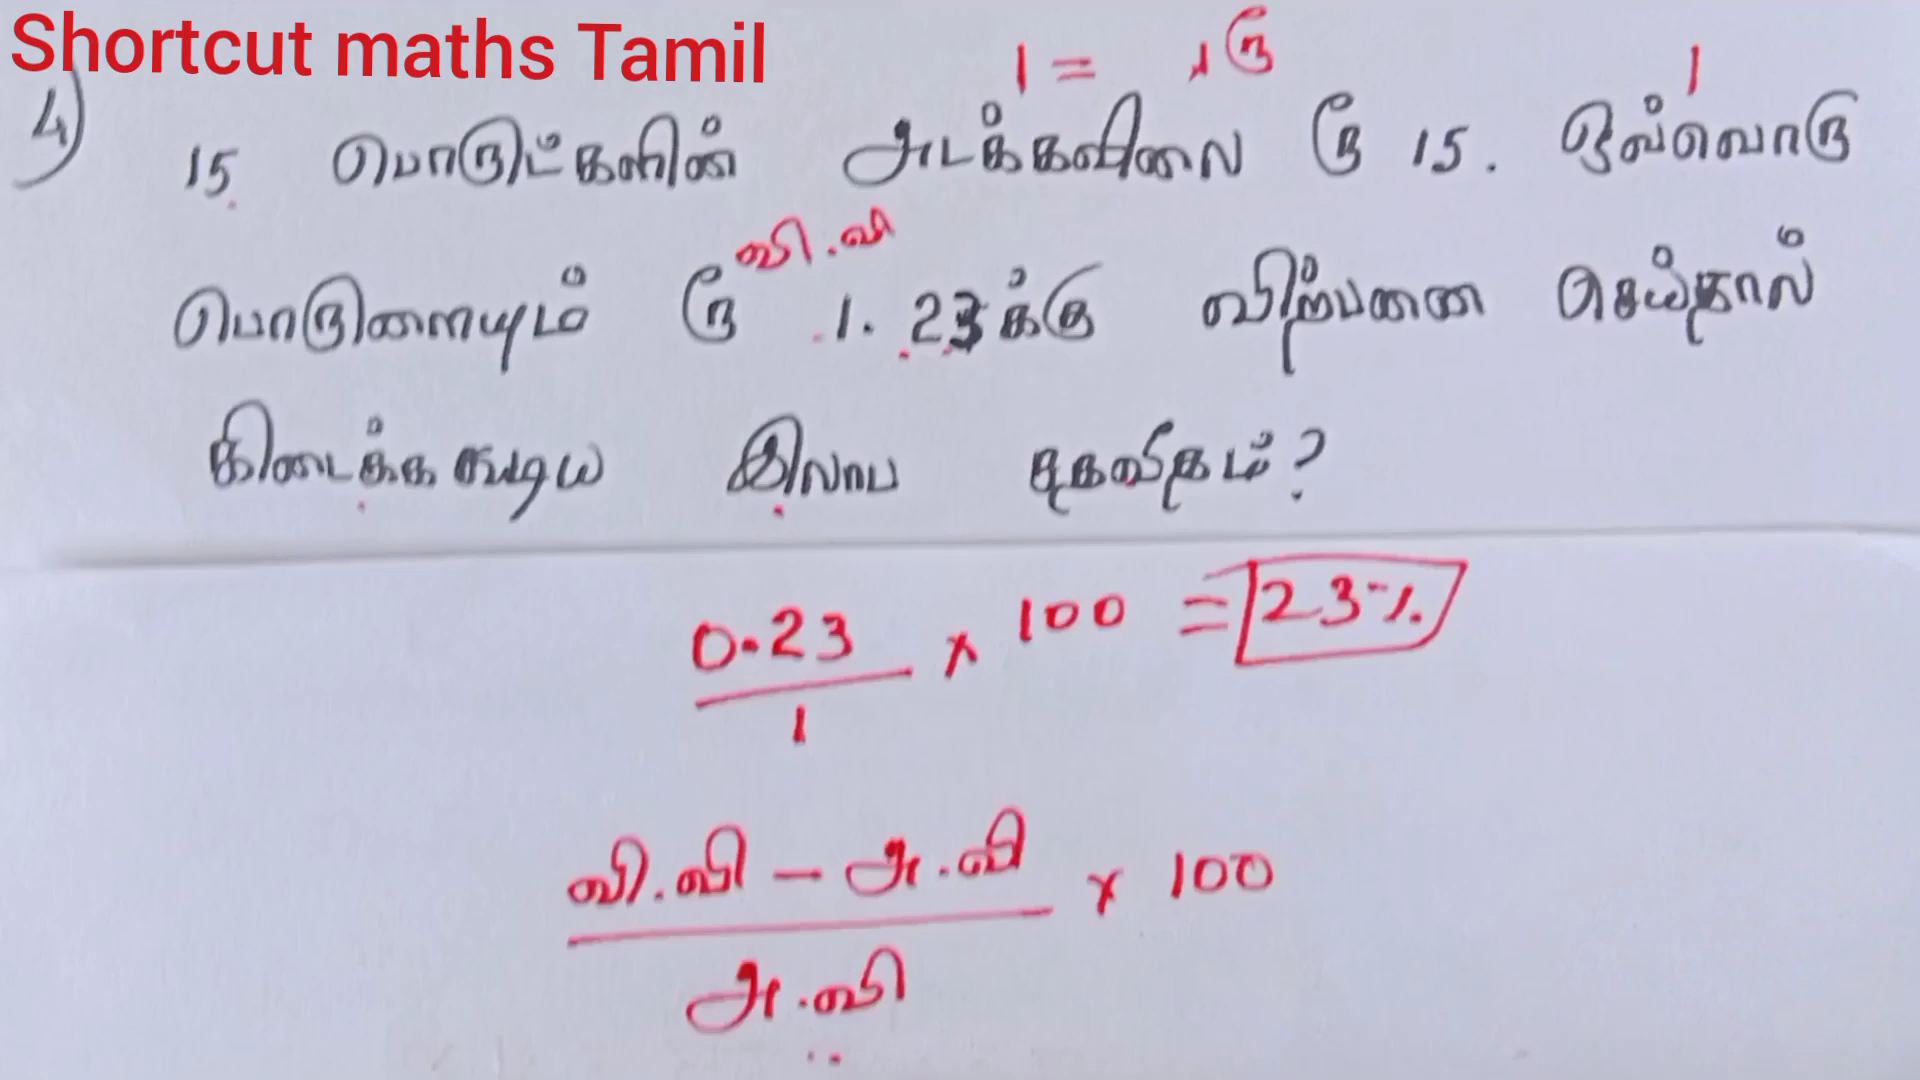 Shortcut maths Tamil
1 = 1 ரூ 1
4) 15 பொருட்களின் அடக்கவிலை ரூ 15. ஒவ்வொரு
வி.வி
பொருளையும் ரூ 1.23க்கு விற்பனை செய்தால்
கிடைக்ககூடிய இலாப சதவீதம்?
0.23 / 1 × 100 = 23%
வி.வி - அ.வி / அ.வி × 100